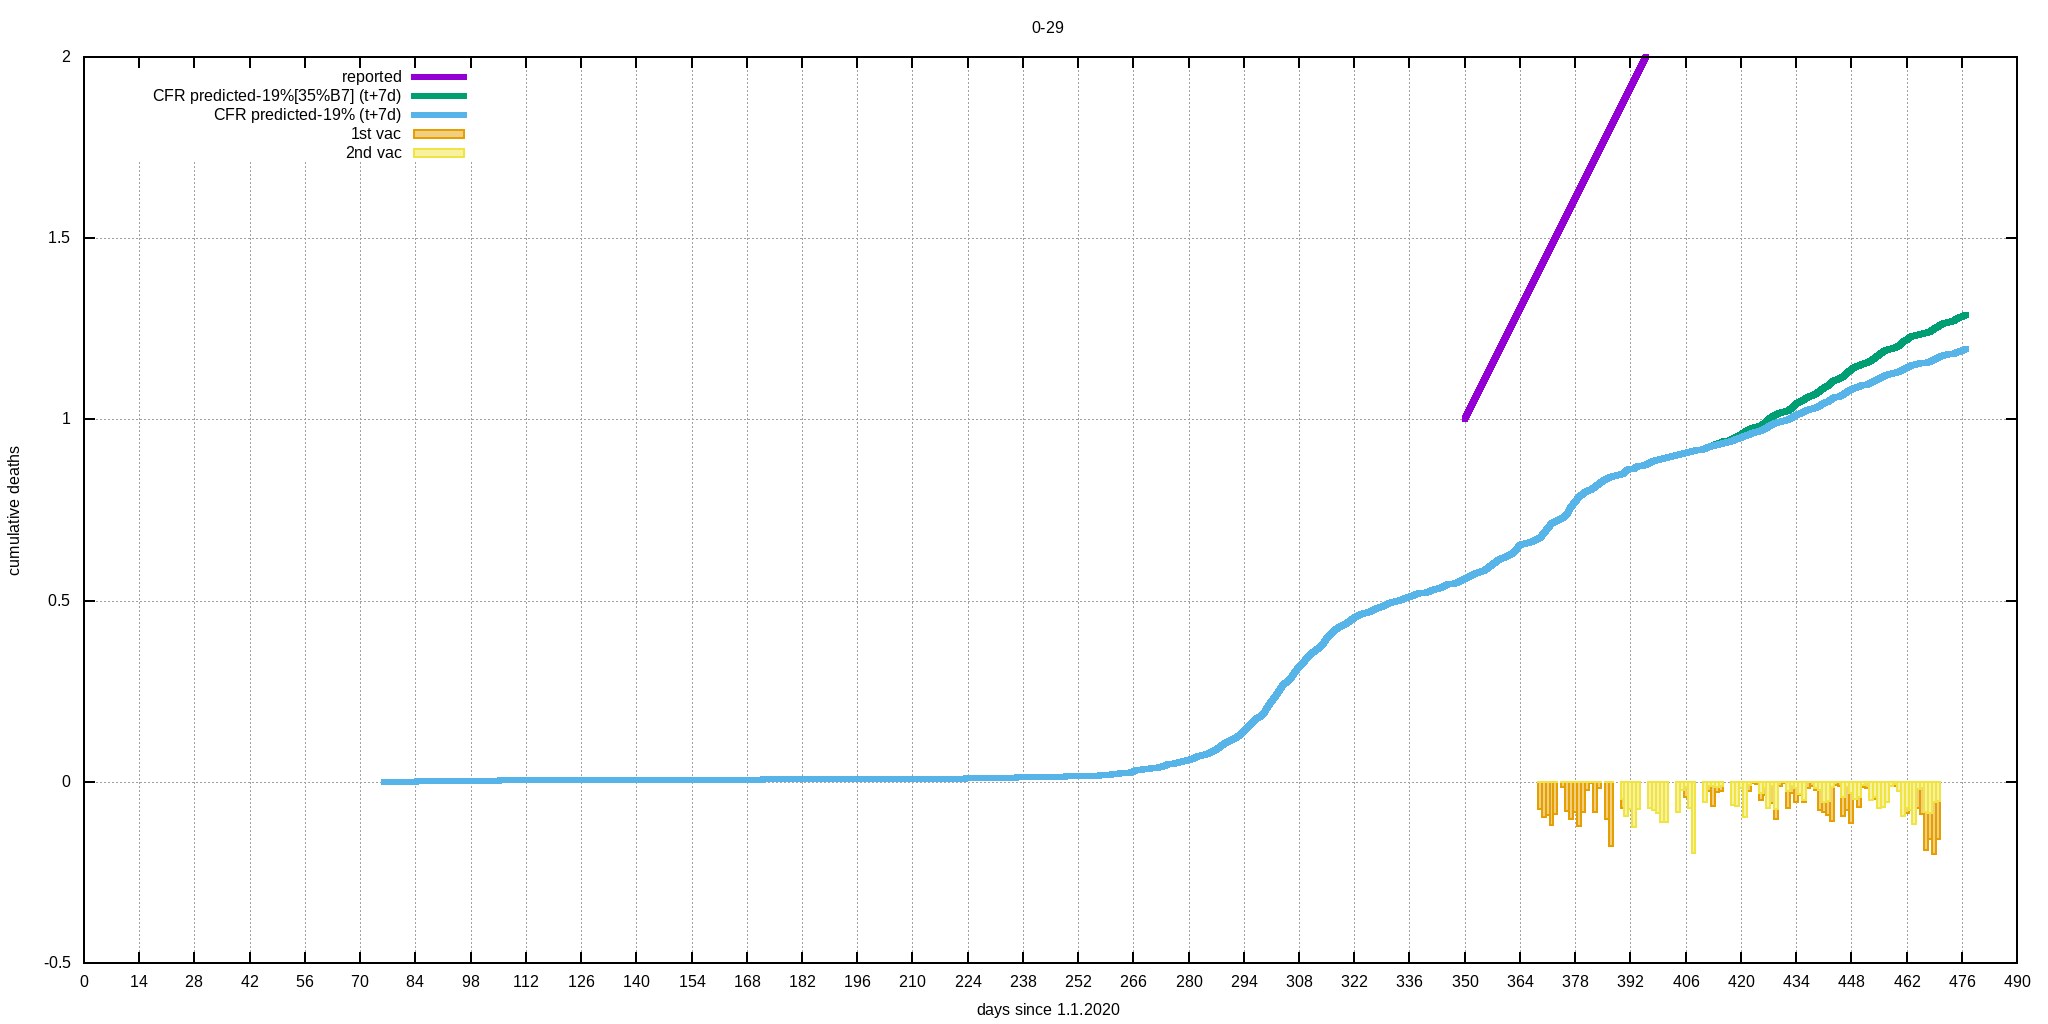 0-29
reported
CFR predicted-19%[35%B7] (t+7d)
CFR predicted-19% (t+7d)
1st vac
2nd vac
2
1.5
1
0.5
0
-0.5
cumulative deaths
0 14 28 42 56 70 84 98 112 126 140 154 168 182 196 210 224 238 252 266 280 294 308 322 336 350 364 378 392 406 420 434 448 462 476 490
days since 1.1.2020